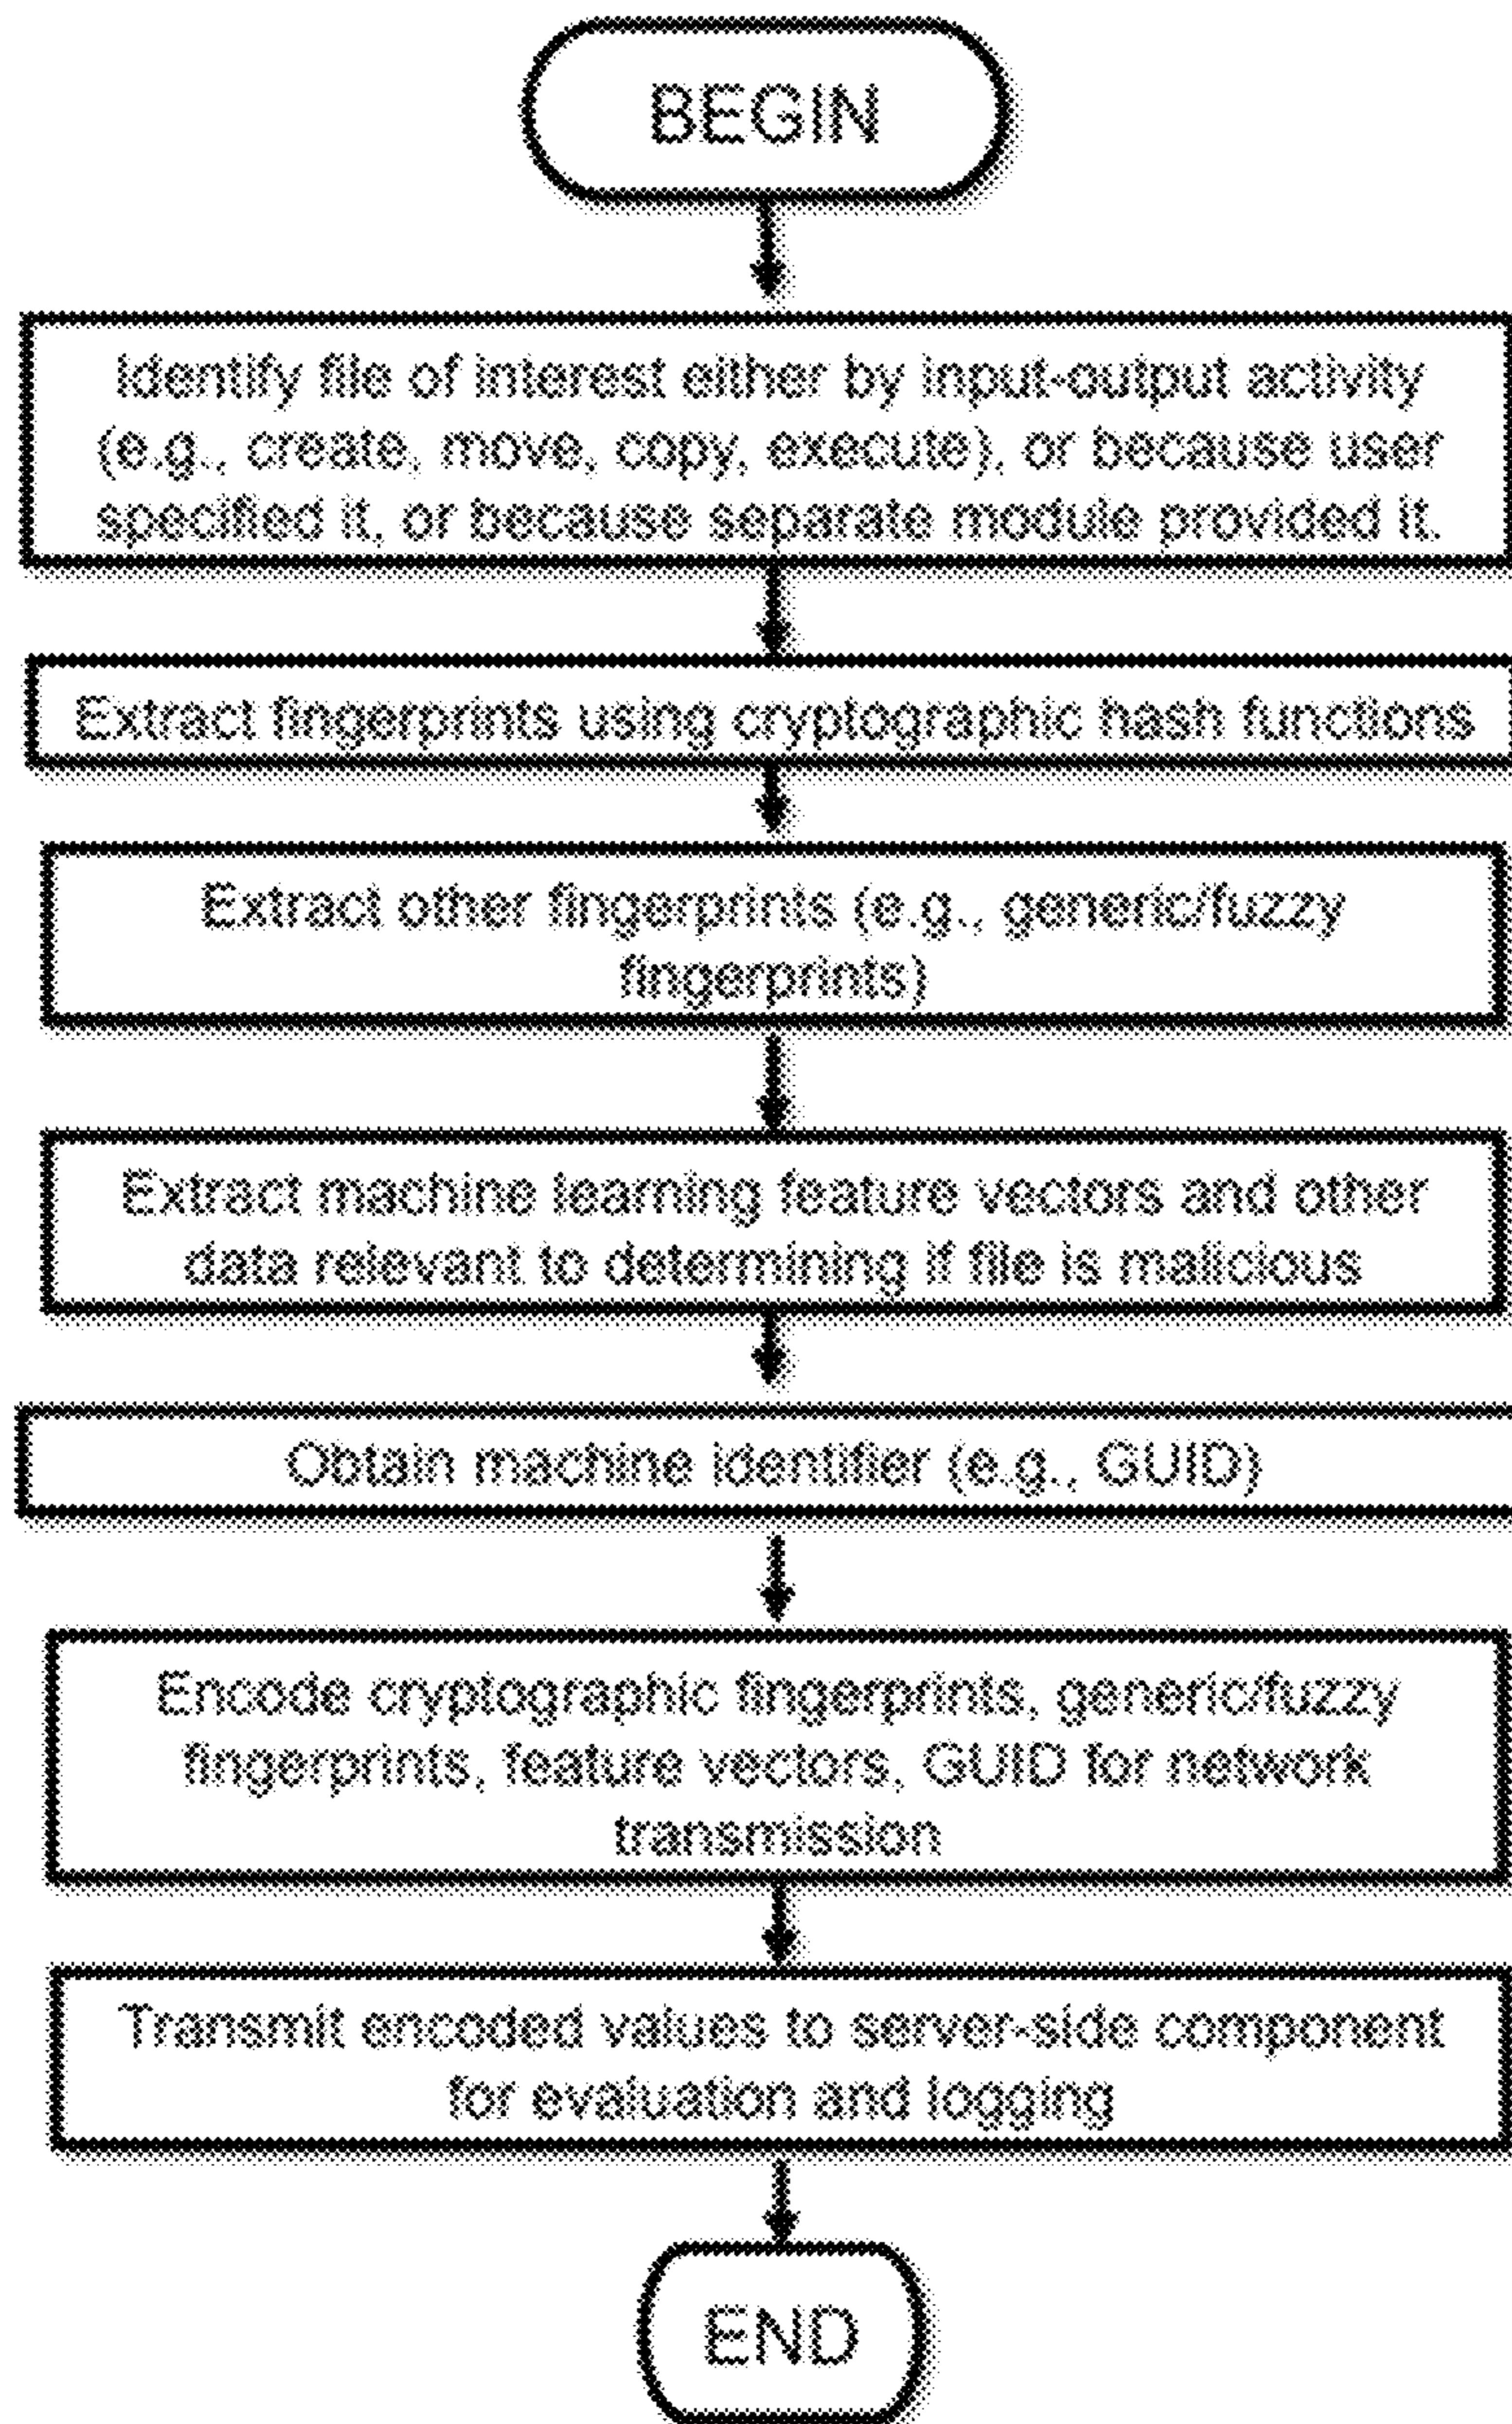 BEGIN
Identify file of interest either by input-output activity
(e.g., create, move, copy, execute), or because user
specified it, or because separate module provided it.
Extract fingerprints using cryptographic hash functions
Extract other fingerprints (e.g., generic/fuzzy
fingerprints)
Extract machine learning feature vectors and other
data relevant to determining if file is malicious
Obtain machine identifier (e.g., GUID)
Encode cryptographic fingerprints, generic/fuzzy
fingerprints, feature vectors, GUID for network
transmission
Transmit encoded values to server-side component
for evaluation and logging
END